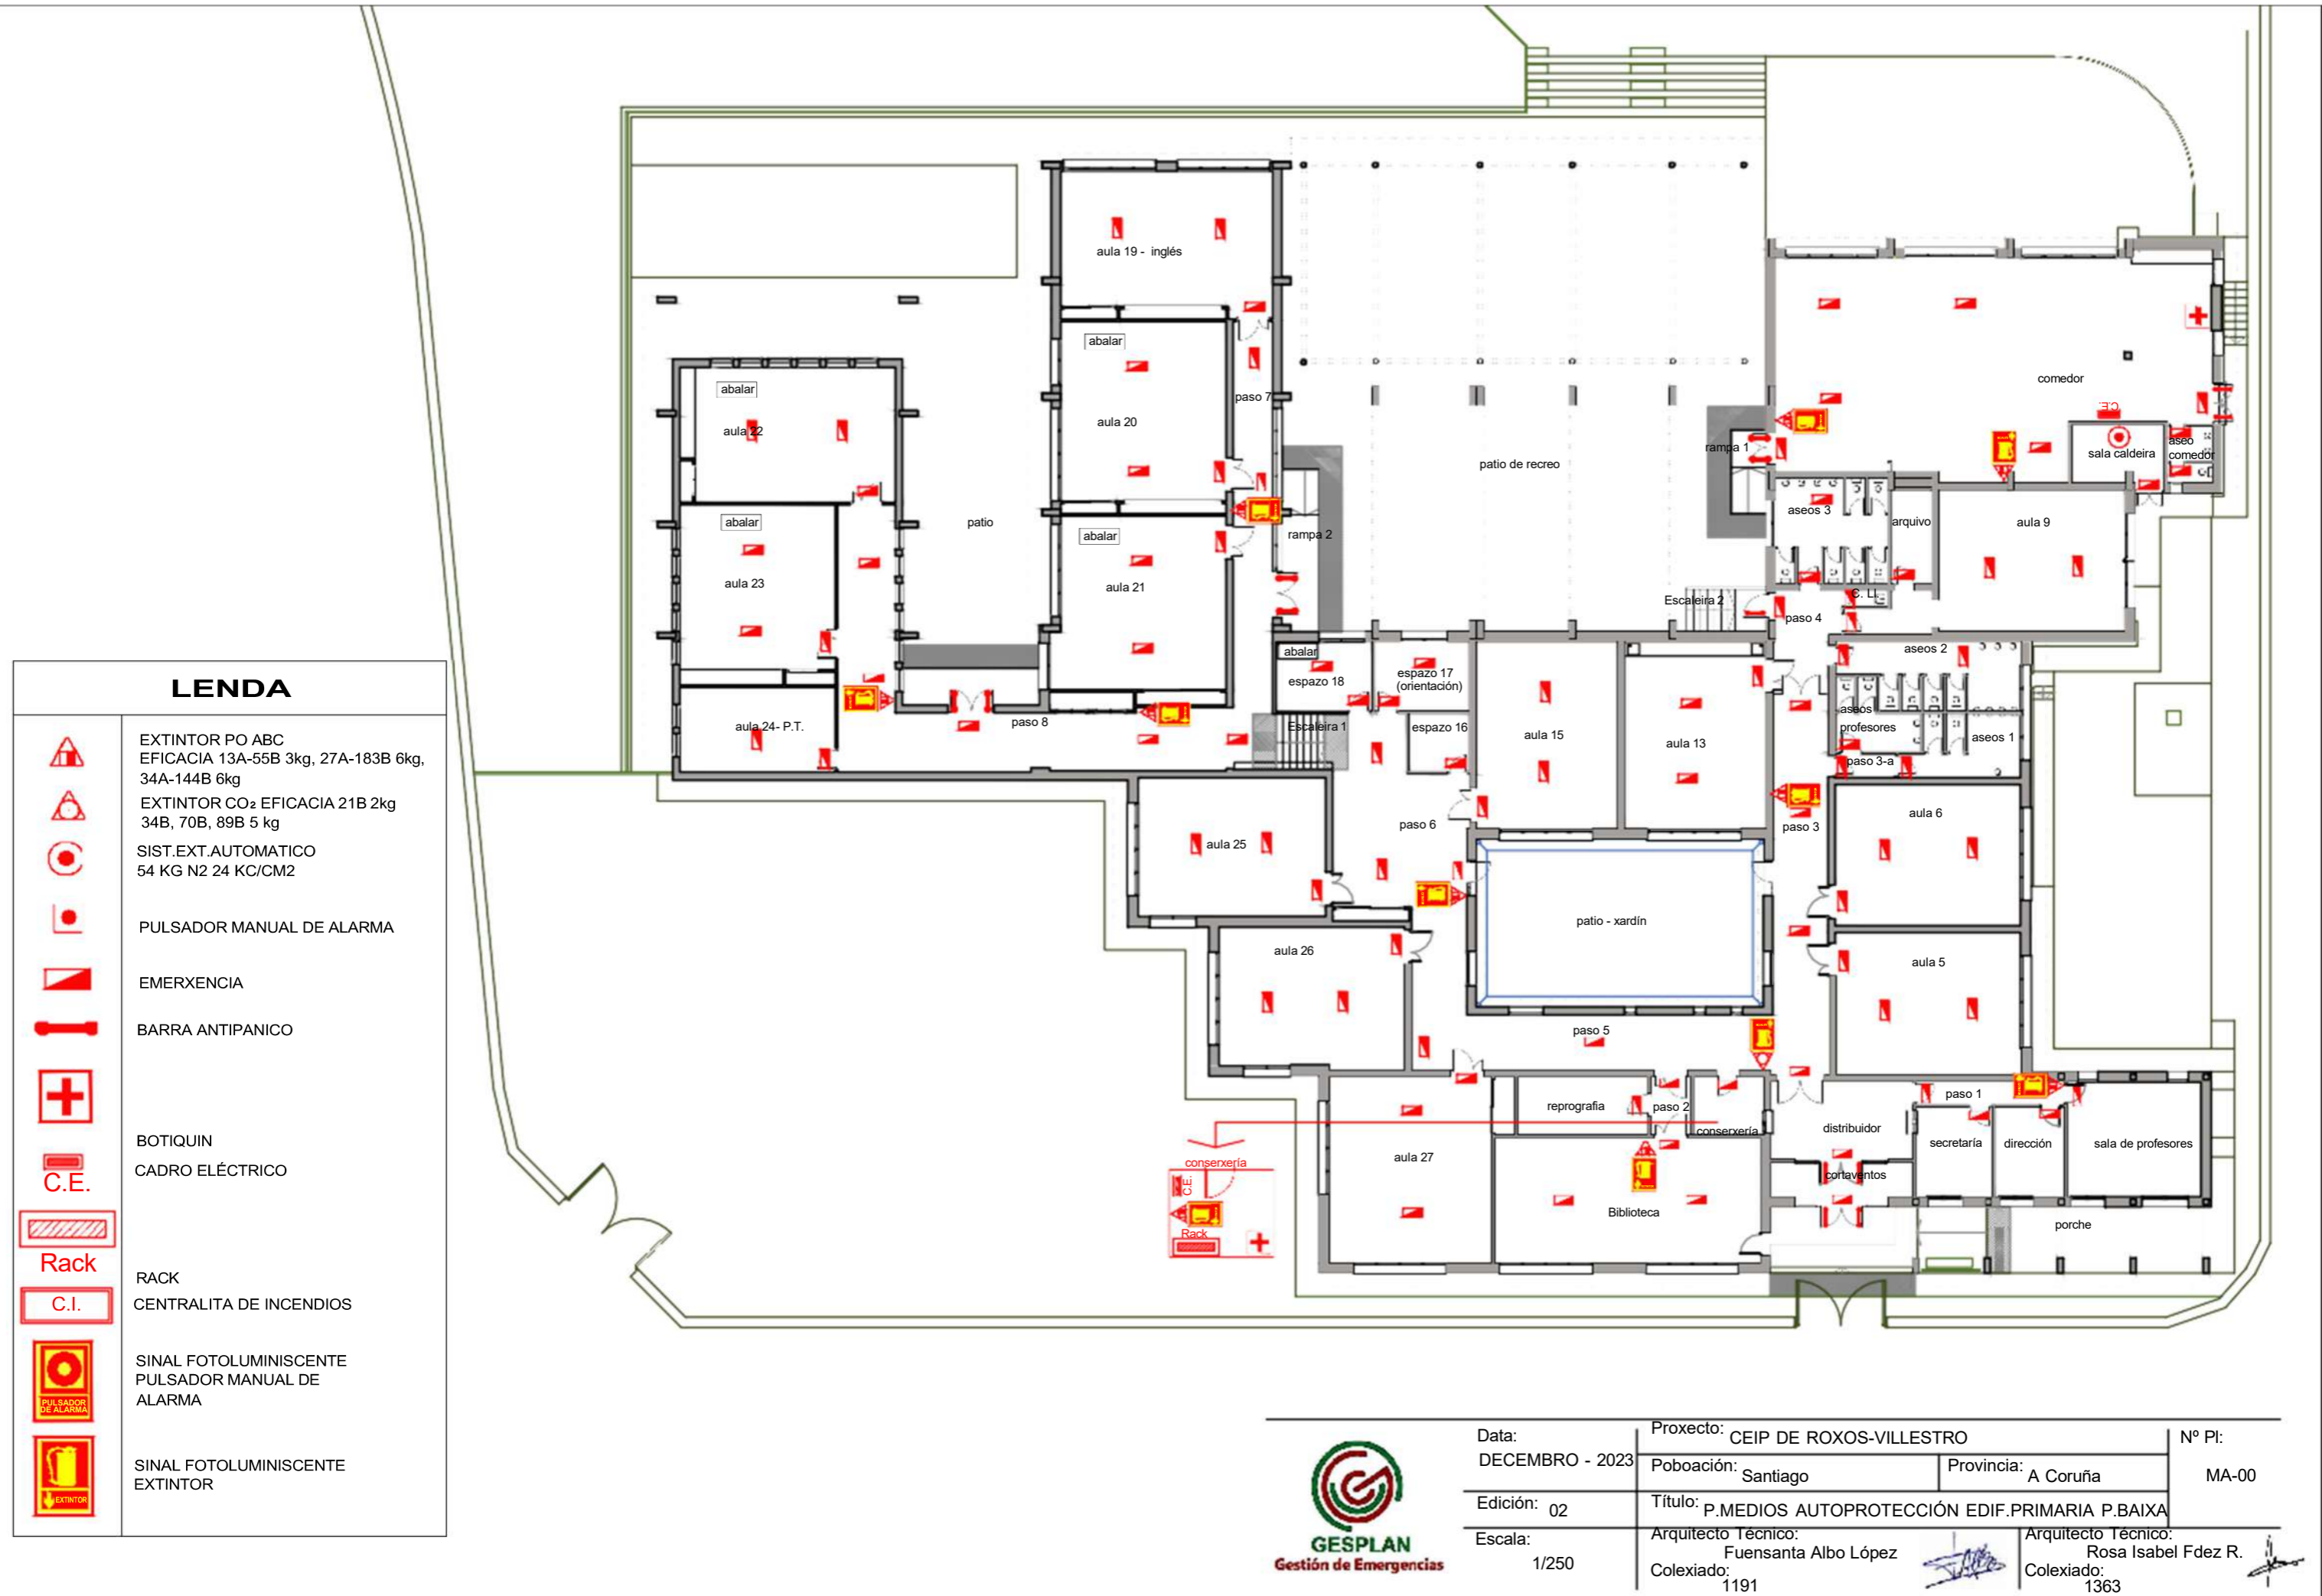 aula 19 - inglés
abalar
aula 20
paso 7
abalar
aula 22
comedor
C.E.
rampa 1
sala caldeira
aseo
comedor
patio de recreo
abalar
aula 23
patio
abalar
aula 21
rampa 2
aseos 3
arquivo
aula 9
Escaleira 2
C. LI.
paso 4
abalar
espazo 18
espazo 17
(orientación)
aseos 2
aula 24- P.T.
paso 8
Escaleira 1
espazo 16
aula 15
aula 13
aseos
profesores
aseos 1
paso 3-a
aula 25
paso 6
paso 3
aula 6
patio - xardín
aula 26
aula 5
paso 5
reprografia
paso 2
conserxería
distribuidor
paso 1
secretaría
dirección
sala de profesores
aula 27
cortaventos
Biblioteca
porche
conserxería
C.E.
Rack
LENDA
EXTINTOR PO ABC
EFICACIA 13A-55B 3kg, 27A-183B 6kg,
34A-144B 6kg
EXTINTOR CO₂ EFICACIA 21B 2kg
34B, 70B, 89B 5 kg
SIST.EXT.AUTOMATICO
54 KG N2 24 KC/CM2
PULSADOR MANUAL DE ALARMA
EMERXENCIA
BARRA ANTIPANICO
BOTIQUIN
C.E.
CADRO ELÉCTRICO
Rack
RACK
C.I.
CENTRALITA DE INCENDIOS
PULSADOR
DE ALARMA
SINAL FOTOLUMINISCENTE
PULSADOR MANUAL DE
ALARMA
EXTINTOR
SINAL FOTOLUMINISCENTE
EXTINTOR
GESPLAN
Gestión de Emergencias
Data:
DECEMBRO - 2023
Edición: 02
Escala:
1/250
Proxecto: CEIP DE ROXOS-VILLESTRO
Poboación: Santiago
Provincia: A Coruña
Nº Pl:
MA-00
Título: P.MEDIOS AUTOPROTECCIÓN EDIF.PRIMARIA P.BAIXA
Arquitecto Técnico:
Fuensanta Albo López
Colexiado:
1191
Arquitecto Técnico:
Rosa Isabel Fdez R.
Colexiado:
1363